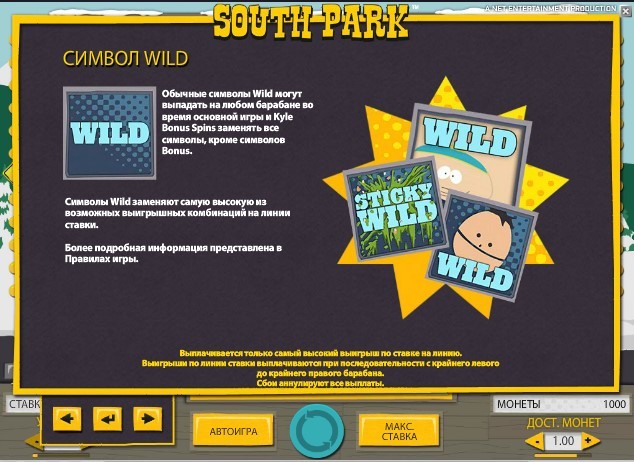 SOUTH PARK
A NET ENTERTAINMENT PRODUCTION
СИМВОЛ WILD
WILD
Обычные символы Wild могут
выпадать на любом барабане во
время основной игры и Kyle
Bonus Spins заменять все
символы, кроме символов
Bonus.
Символы Wild заменяют самую высокую из
возможных выигрышных комбинаций на линии
ставки.
Более подробная информация представлена в
Правилах игры.
WILD
STICKY
WILD
WILD
Выплачивается только самый высокий выигрыш по ставке на линию.
Выигрыши по линии ставки выплачиваются при последовательности с крайнего левого
до крайнего правого барабана.
Сбои аннулируют все выплаты.
СТАВК
АВТОИГРА
МАКС.
СТАВКА
МОНЕТЫ 1000
ДОСТ. МОНЕТ
- 1.00 +